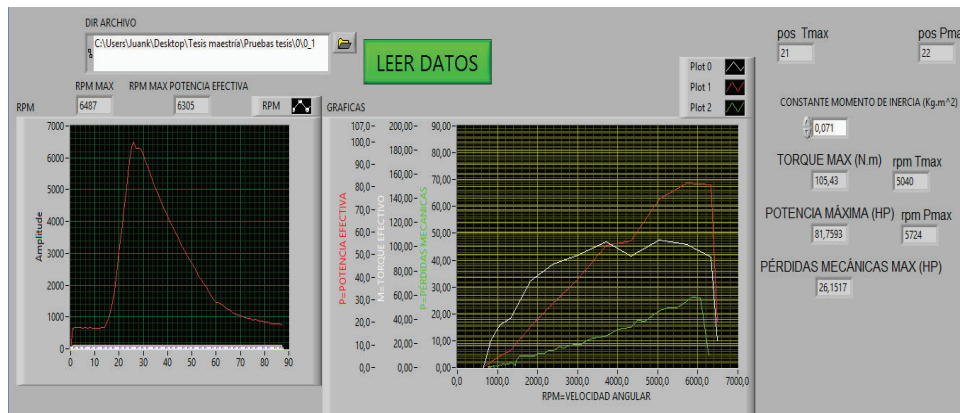 DIR ARCHIVO
C:\Users\Juank\Desktop\Tesis maestría\Pruebas tesis\0\0_1
LEER DATOS
RPM MAX
6487
RPM MAX POTENCIA EFECTIVA
6305
RPM
RPM
7000
6000
5000
4000
3000
2000
1000
0
Amplitude
0 10 20 30 40 50 60 70 80 90
GRAFICAS
Plot 0
Plot 1
Plot 2
107,0
100,0
90,0
80,0
70,0
60,0
50,0
40,0
30,0
20,0
10,0
0,0
P=POTENCIA EFECTIVA
200,00
180,00
160,00
140,00
120,00
100,00
80,00
60,00
40,00
20,00
0,00
M=TORQUE EFECTIVO
90,00
80,00
70,00
60,00
50,00
40,00
30,00
20,00
10,00
0,00
P=PÉRDIDAS MECÁNICAS
0,0 1000,0 2000,0 3000,0 4000,0 5000,0 6000,0 7000,0
RPM=VELOCIDAD ANGULAR
pos Tmax
21
pos Pma
22
CONSTANTE MOMENTO DE INERCIA (Kg.m^2)
0,071
TORQUE MAX (N.m)
105,43
rpm Tmax
5040
POTENCIA MÁXIMA (HP)
81,7593
rpm Pmax
5724
PÉRDIDAS MECÁNICAS MAX (HP)
26,1517